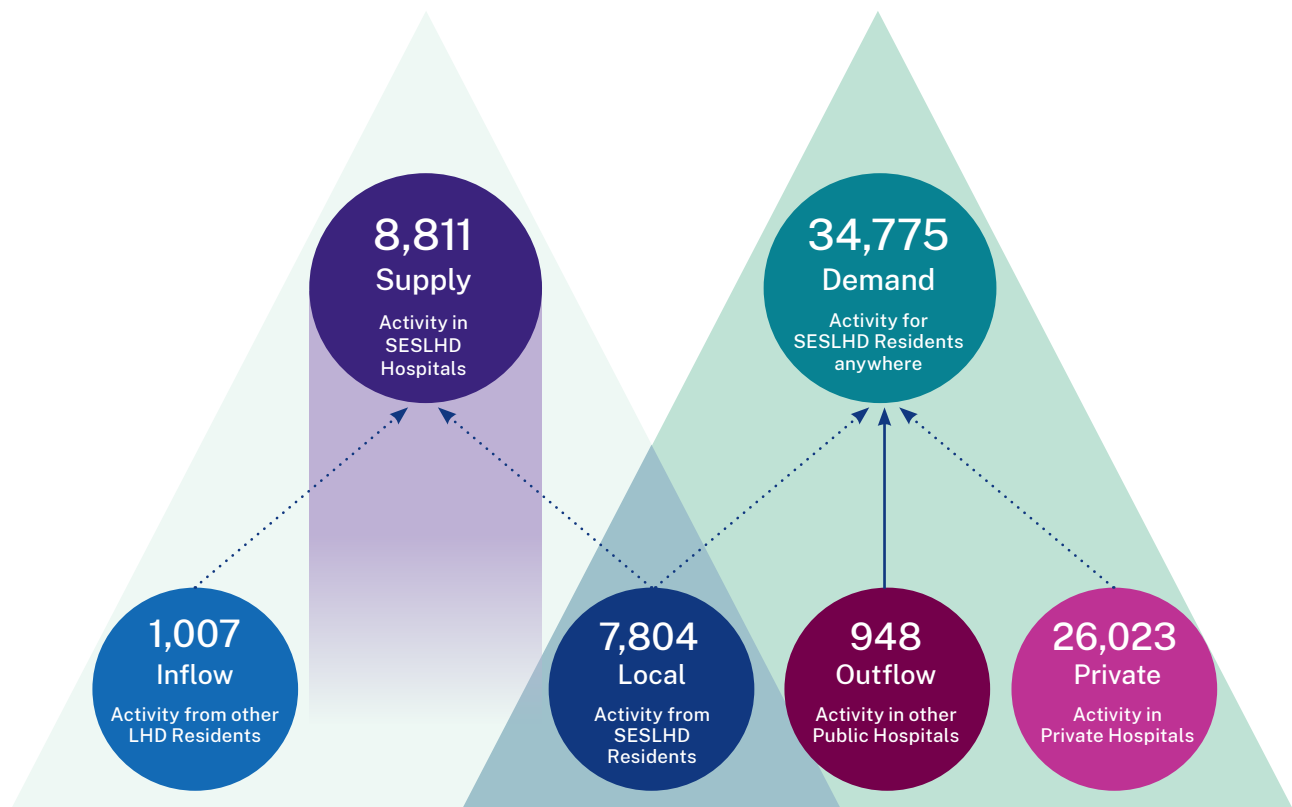 8,811
Supply
Activity in
SESLHD
Hospitals
34,775
Demand
Activity for
SESLHD Residents
anywhere
1,007
Inflow
Activity from other
LHD Residents
7,804
Local
Activity from
SESLHD
Residents
948
Outflow
Activity in other
Public Hospitals
26,023
Private
Activity in
Private Hospitals